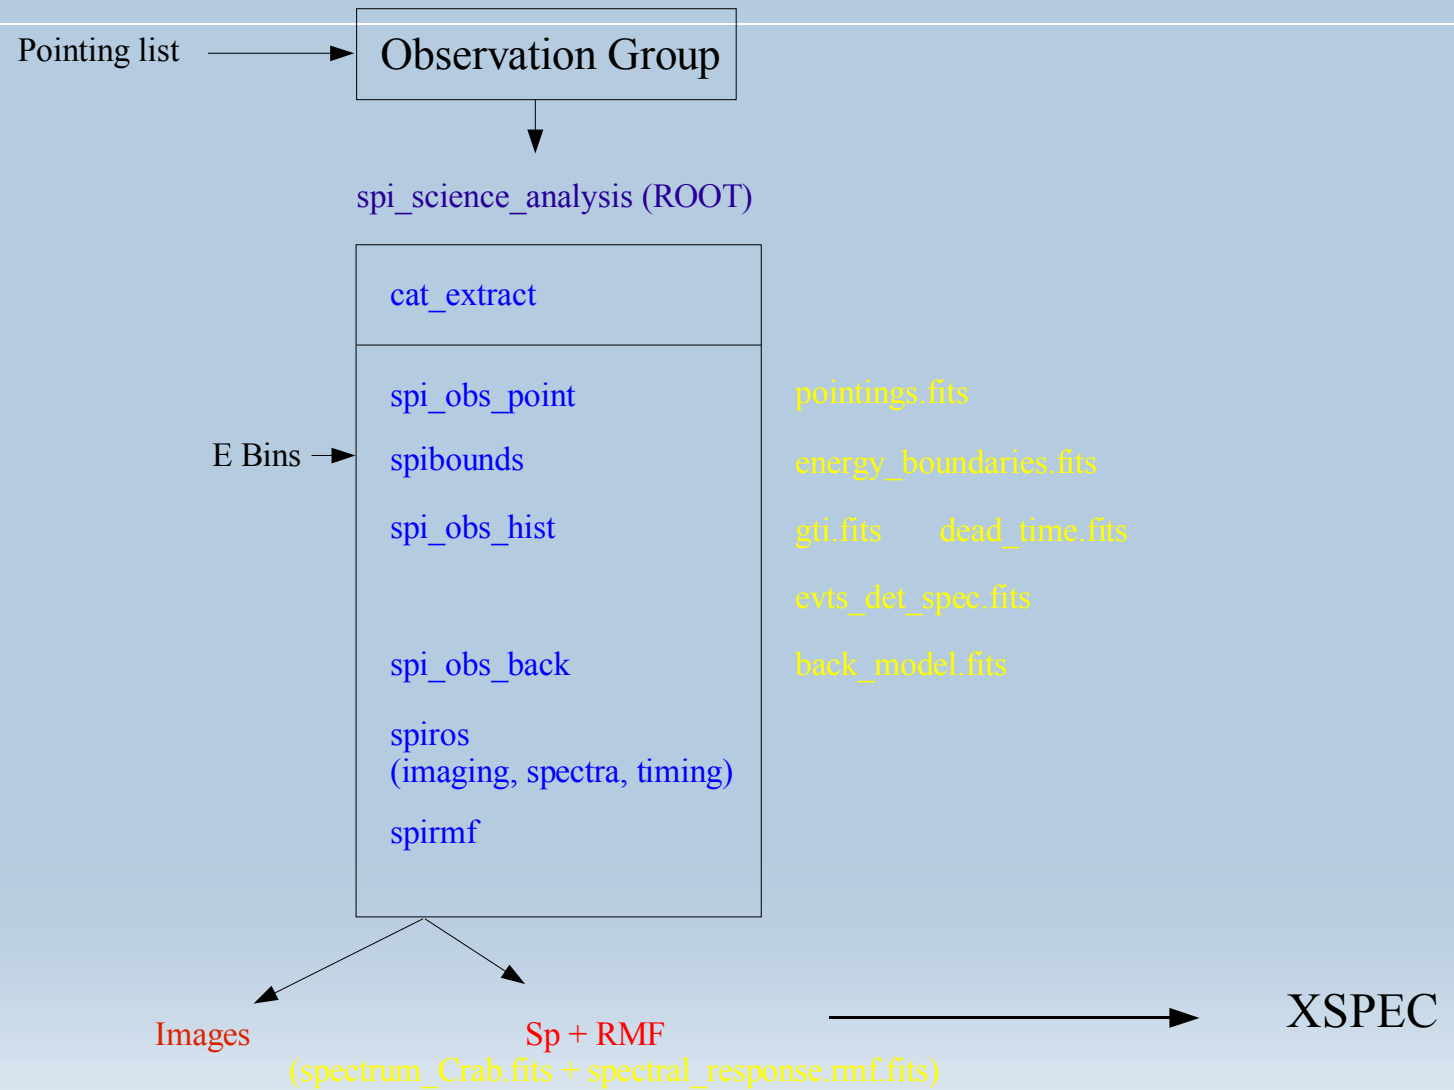 Pointing list
Observation Group
spi_science_analysis (ROOT)
cat_extract
spi_obs_point
pointings.fits
E Bins
spibounds
energy_boundaries.fits
spi_obs_hist
gti.fits dead_time.fits
evts_det_spec.fits
spi_obs_back
back_model.fits
spiros
(imaging, spectra, timing)
spirmf
Images
Sp + RMF
XSPEC
(spectrum_Crab.fits + spectral_response.rmf.fits)